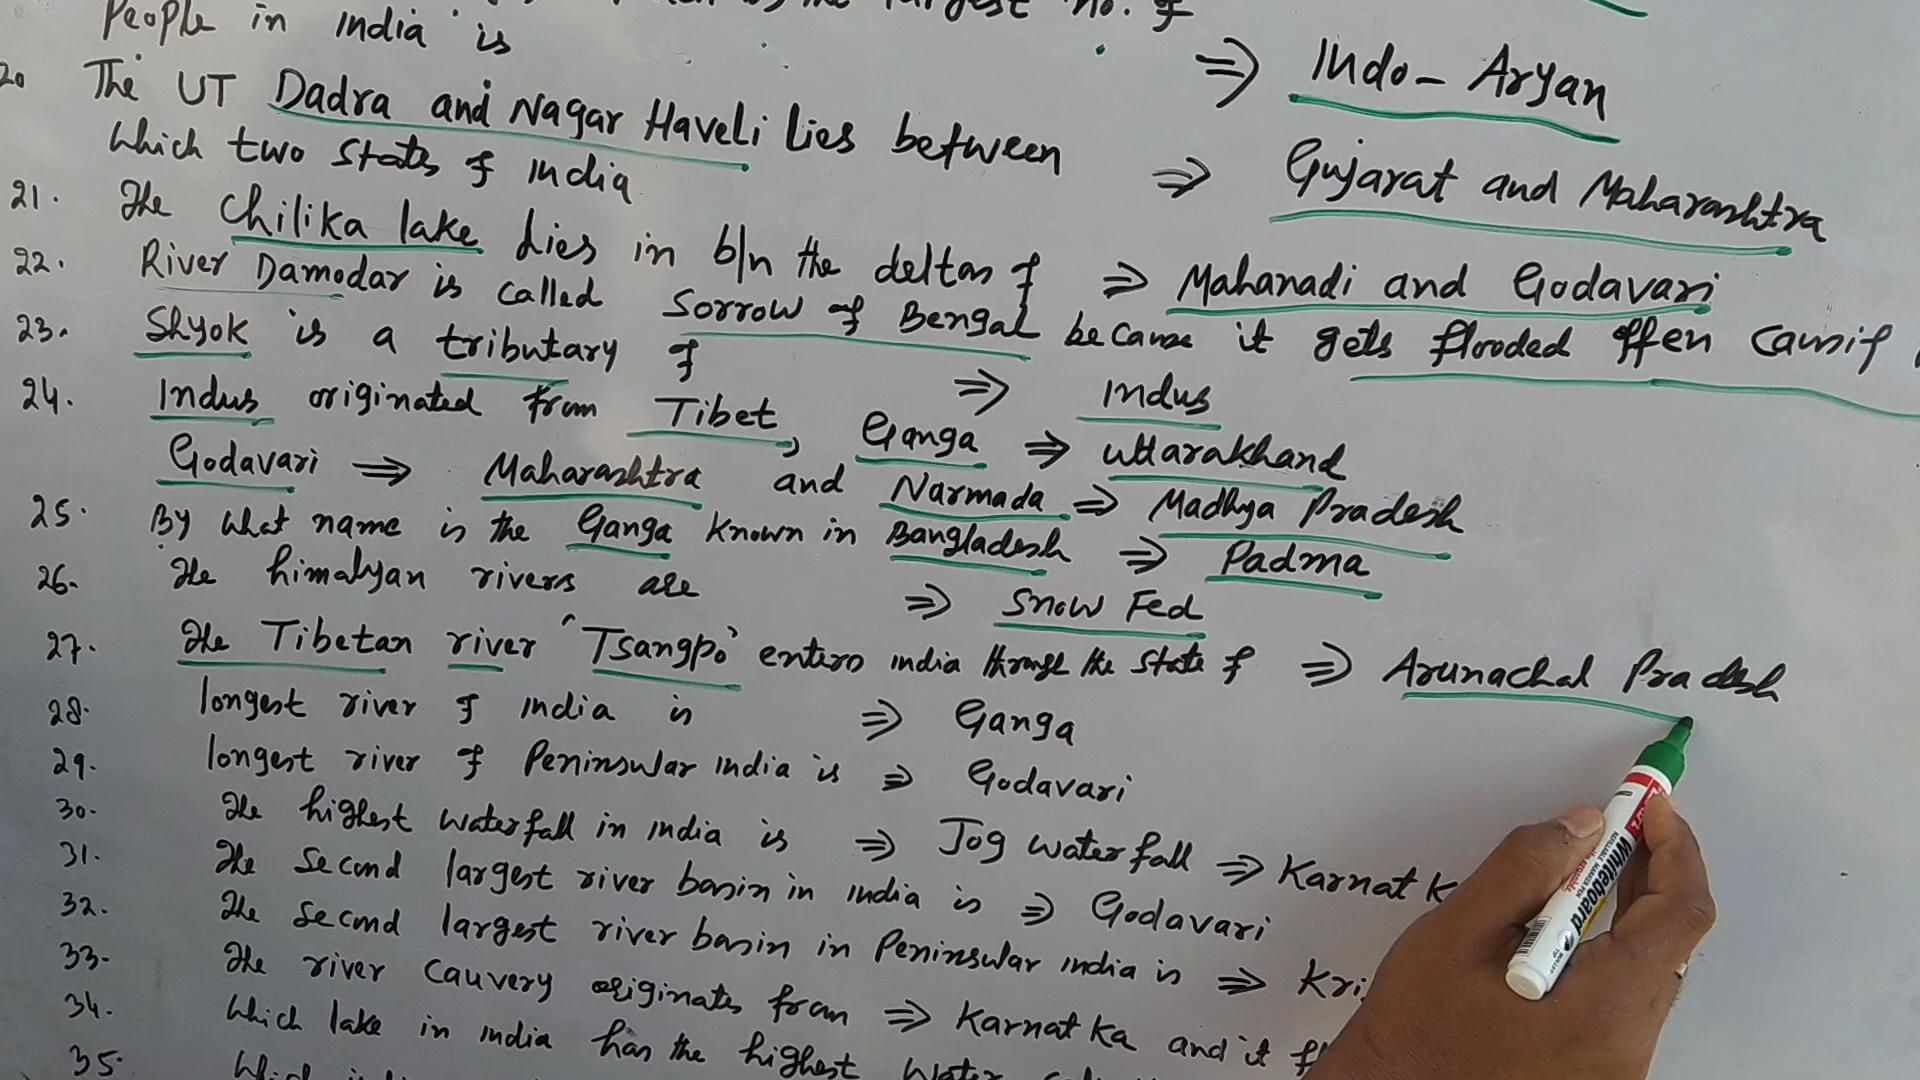 People in india is ⇒ Indo-Aryan
20 The UT Dadra and Nagar Haveli lies between
which two states of india ⇒ Gujarat and Maharashtra
21. The Chilika lake lies in b/n the deltas of ⇒ Mahanadi and Godavari
22. River Damodar is called Sorrow of Bengal because it gets flooded often
23. Shyok is a tributary of ⇒ Indus
24. Indus originated from Tibet, Ganga ⇒ uttarakhand
Godavari ⇒ Maharashtra and Narmada ⇒ Madhya Pradesh
25. By what name is the Ganga known in Bangladesh ⇒ Padma
26. The himalyan rivers are ⇒ Snow Fed
27. The Tibetan river 'Tsangpo' enters india through the state of ⇒ Arunachal Pradesh
28. longest river of india is ⇒ Ganga
29. longest river of Peninsular india is ⇒ Godavari
30. The highest waterfall in india is ⇒ Jog waterfall ⇒ Karnatk
31. The second largest river basin in india is ⇒ Godavari
32. The second largest river basin in Peninsular india is ⇒ Kri
33. The river Cauvery originates from ⇒ Karnatka and it
34. Which lake in india has the highest water
35. Which
Whiteboard